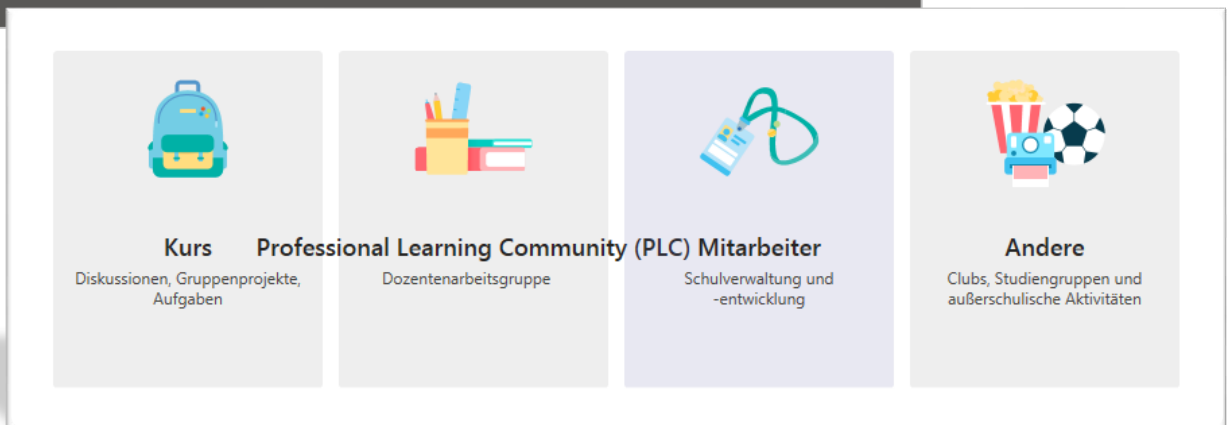 Kurs
Diskussionen, Gruppenprojekte,
Aufgaben
Professional Learning Community (PLC)
Dozentenarbeitsgruppe
Mitarbeiter
Schulverwaltung und
-entwicklung
Andere
Clubs, Studiengruppen und
außerschulische Aktivitäten